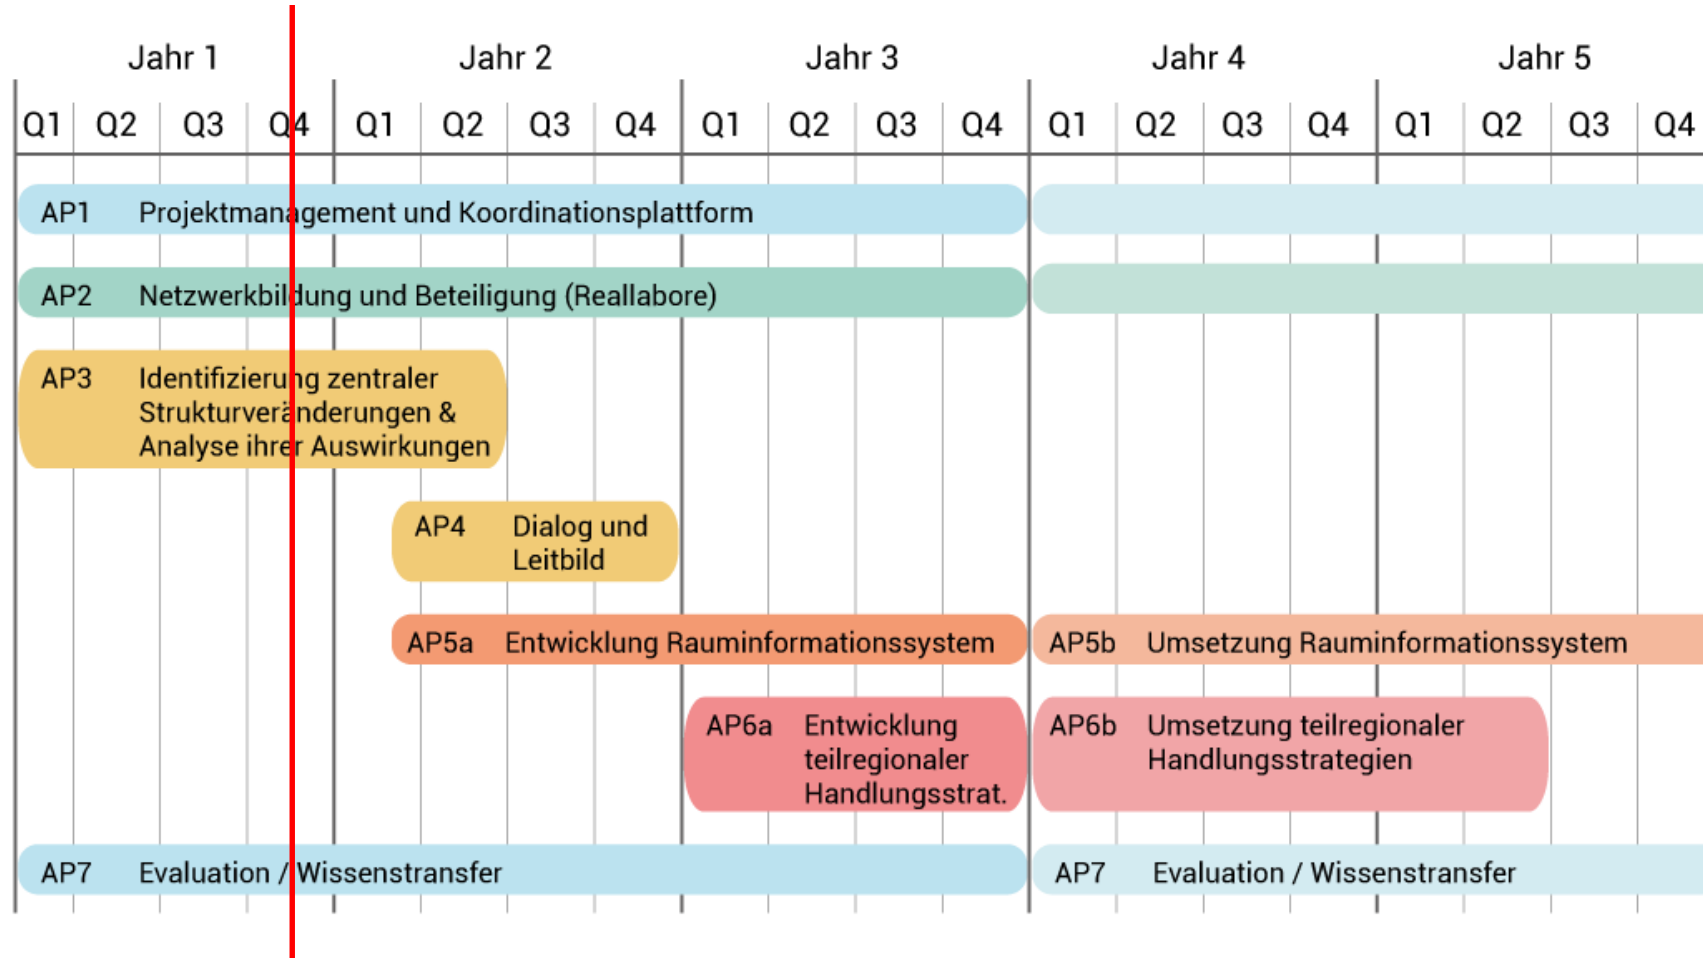 Jahr 1 Jahr 2 Jahr 3 Jahr 4 Jahr 5
Q1 Q2 Q3 Q4 Q1 Q2 Q3 Q4 Q1 Q2 Q3 Q4 Q1 Q2 Q3 Q4 Q1 Q2 Q3 Q4
AP1 Projektmanagement und Koordinationsplattform
AP2 Netzwerkbildung und Beteiligung (Reallabore)
AP3 Identifizierung zentraler
Strukturveränderungen &
Analyse ihrer Auswirkungen
AP4 Dialog und
Leitbild
AP5a Entwicklung Rauminformationssystem
AP5b Umsetzung Rauminformationssystem
AP6a Entwicklung
teilregionaler
Handlungsstrat.
AP6b Umsetzung teilregionaler
Handlungsstrategien
AP7 Evaluation / Wissenstransfer
AP7 Evaluation / Wissenstransfer